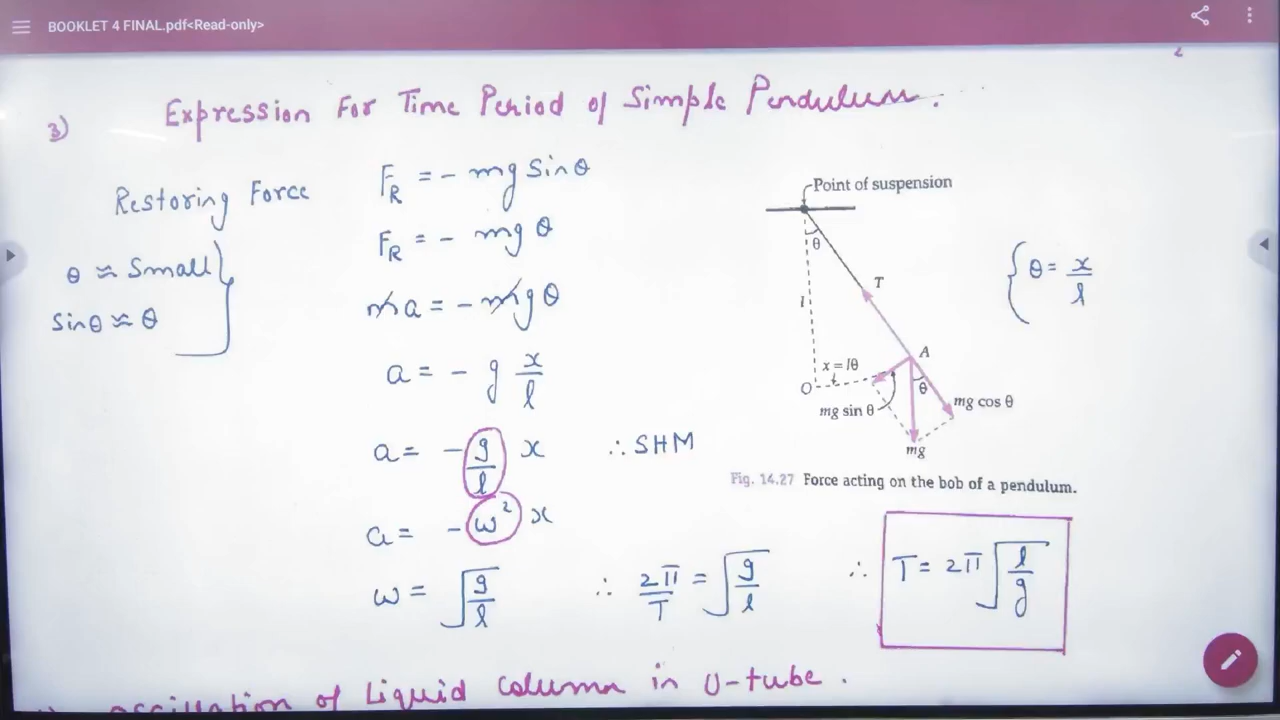 BOOKLET 4 FINAL.pdf<Read-only>
3) Expression For Time Period of Simple Pendulum.
Restoring Force F_R = - mg Sinθ
F_R = - mg θ
θ ≈ Small
Sinθ ≈ θ
ma = - mgθ
a = - g x/l
a = - g/l x ∴ SHM
a = - ω² x
ω = √(g/l) ∴ 2π/T = √(g/l) ∴ T = 2π√(l/g)
Point of suspension
θ
T
l
A
x = lθ
O
θ
mg sin θ
mg cos θ
mg
Fig. 14.27 Force acting on the bob of a pendulum.
θ = x/l
oscillation of Liquid Column in U-tube.